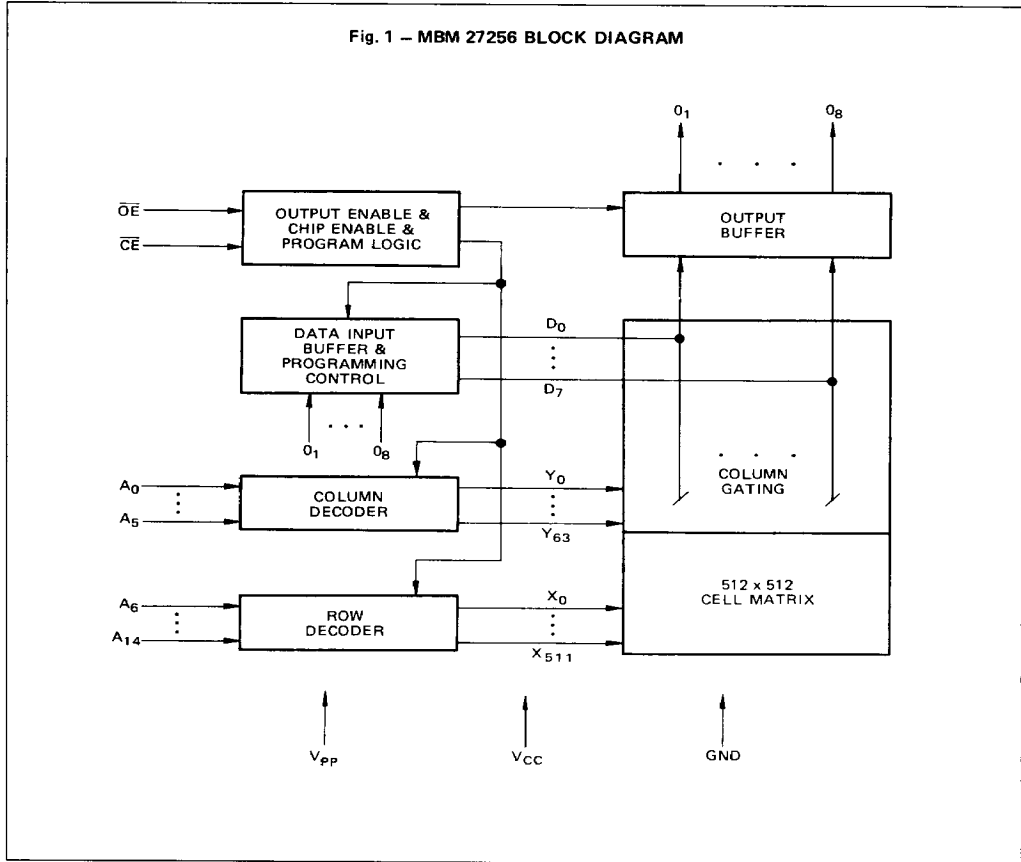 Fig. 1 – MBM 27256 BLOCK DIAGRAM
O1 . . . O8
OE
CE
OUTPUT ENABLE &
CHIP ENABLE &
PROGRAM LOGIC
OUTPUT
BUFFER
DATA INPUT
BUFFER &
PROGRAMMING
CONTROL
D0
D7
O1 . . . O8
A0
A5
COLUMN
DECODER
Y0
Y63
. . .
COLUMN
GATING
A6
A14
ROW
DECODER
X0
X511
512 x 512
CELL MATRIX
VPP
VCC
GND